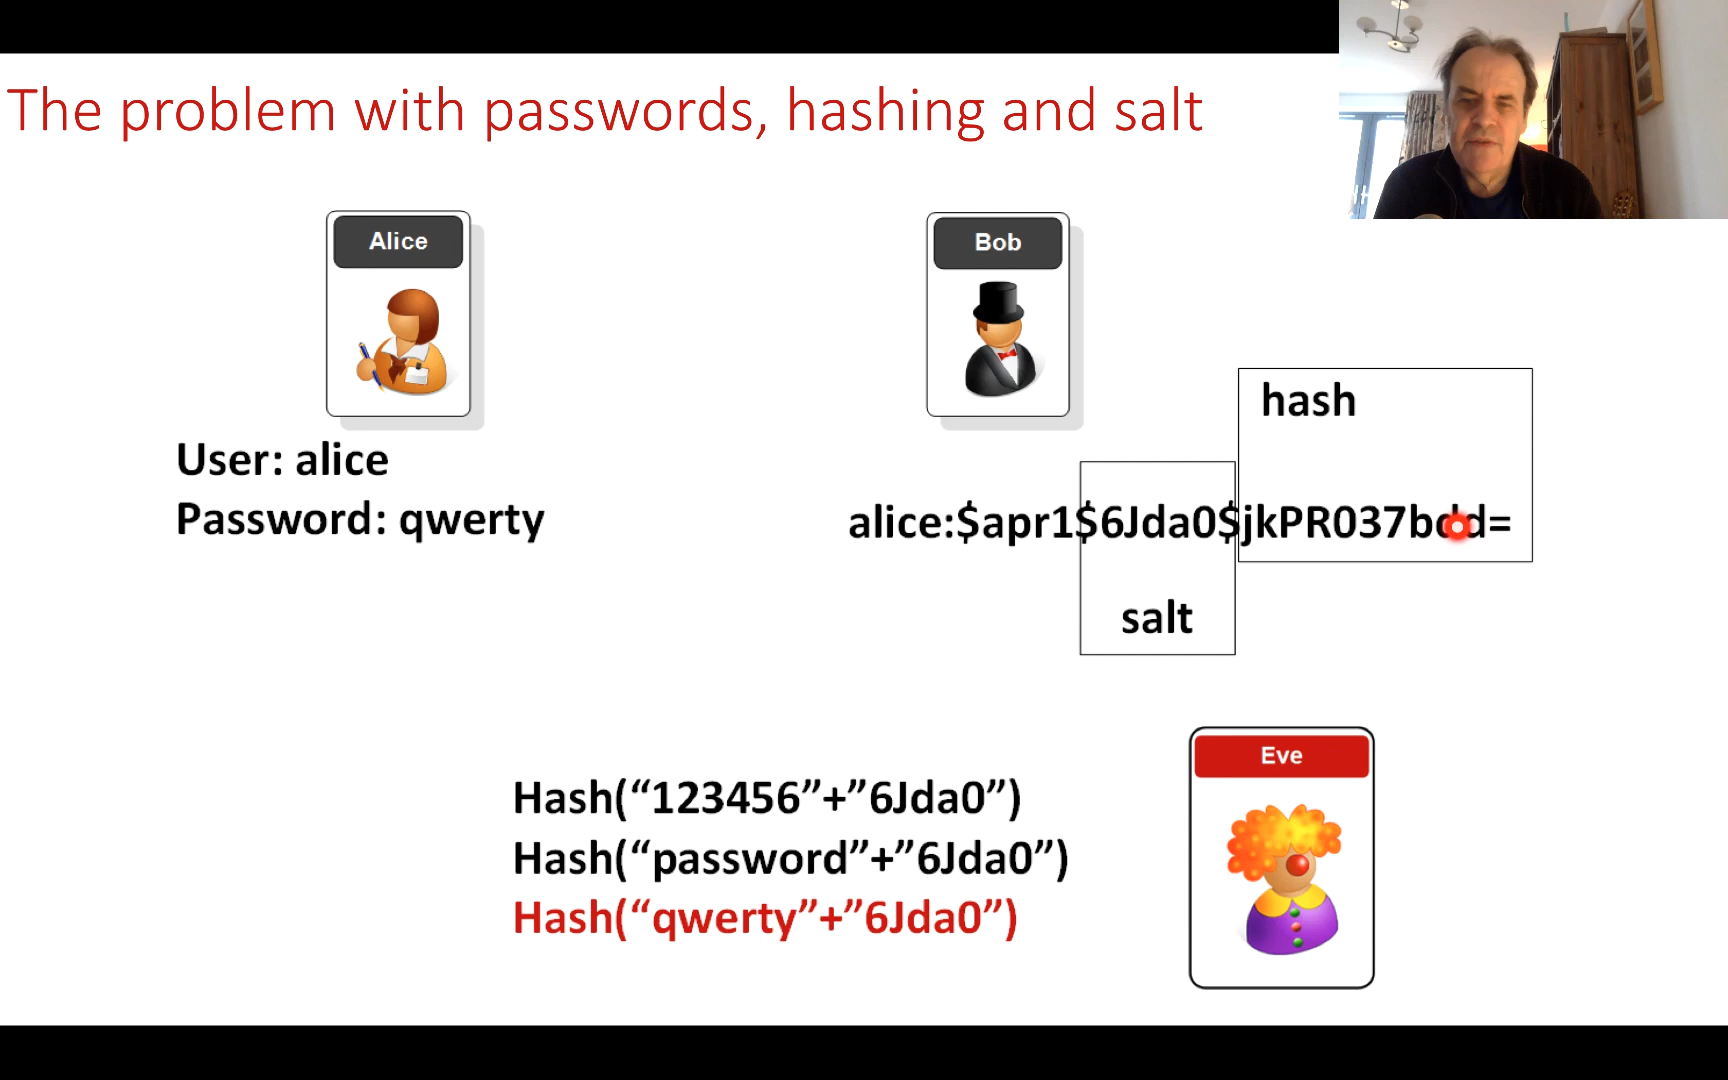 The problem with passwords, hashing and salt
Alice
Bob
User: alice
Password: qwerty
hash
alice:$apr1$6Jda0$jkPR037bdd=
salt
Eve
Hash(“123456”+”6Jda0”)
Hash(“password”+”6Jda0”)
Hash(“qwerty”+”6Jda0”)